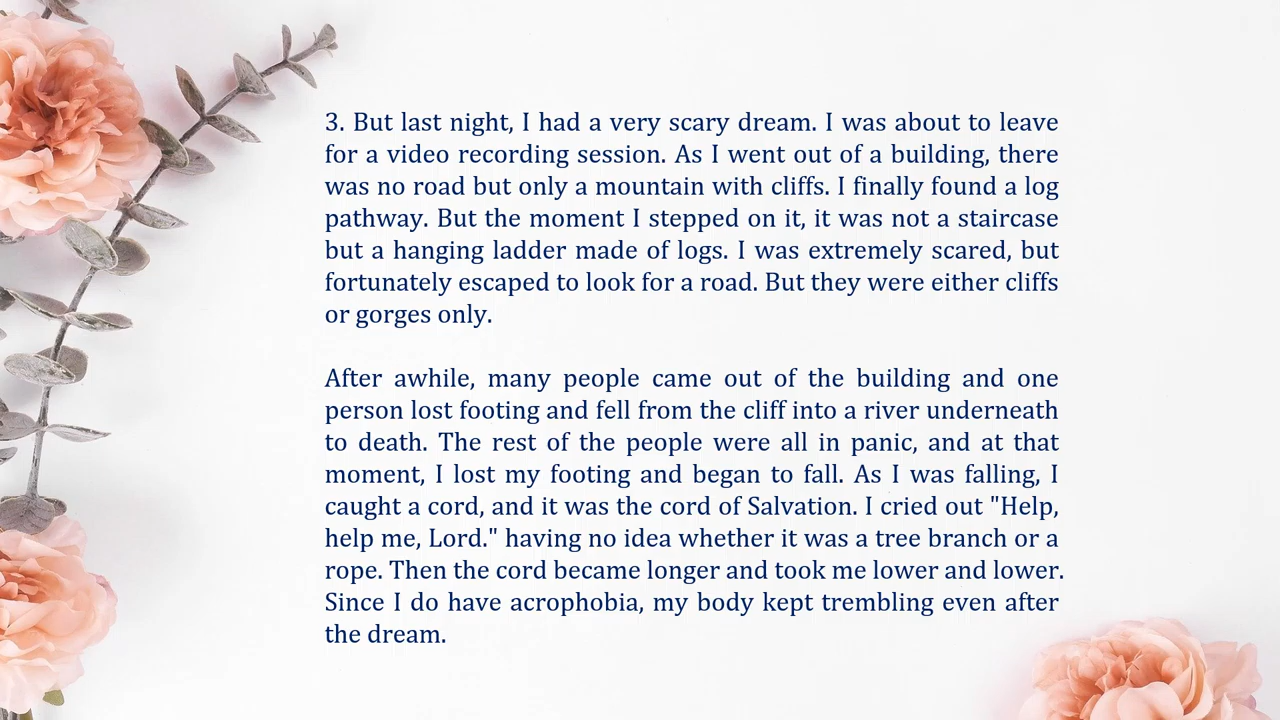 3. But last night, I had a very scary dream. I was about to leave
for a video recording session. As I went out of a building, there
was no road but only a mountain with cliffs. I finally found a log
pathway. But the moment I stepped on it, it was not a staircase
but a hanging ladder made of logs. I was extremely scared, but
fortunately escaped to look for a road. But they were either cliffs
or gorges only.
After awhile, many people came out of the building and one
person lost footing and fell from the cliff into a river underneath
to death. The rest of the people were all in panic, and at that
moment, I lost my footing and began to fall. As I was falling, I
caught a cord, and it was the cord of Salvation. I cried out "Help,
help me, Lord." having no idea whether it was a tree branch or a
rope. Then the cord became longer and took me lower and lower.
Since I do have acrophobia, my body kept trembling even after
the dream.